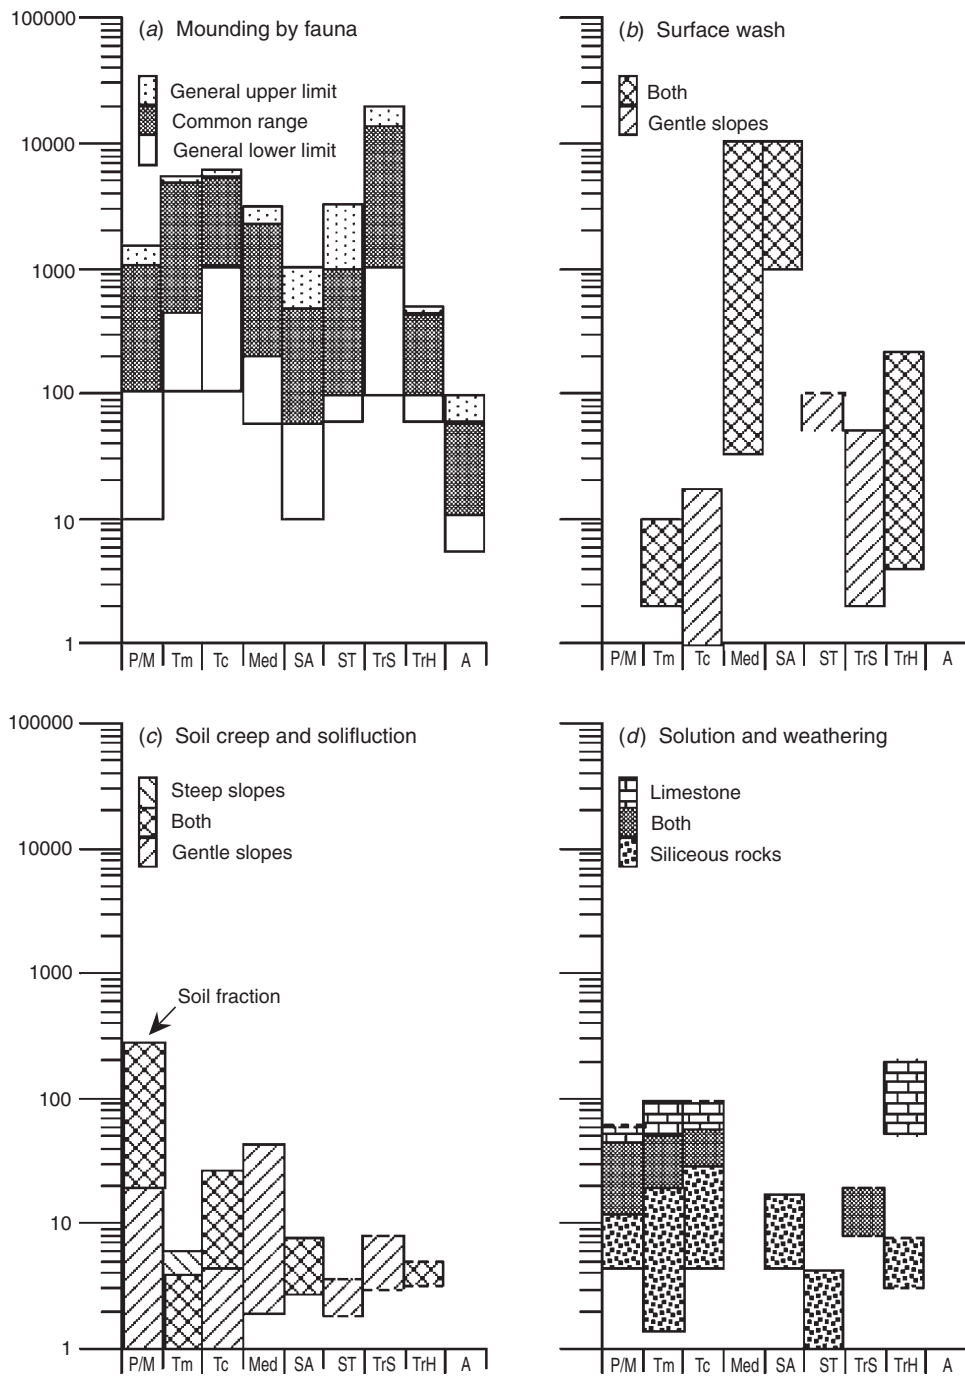 (a) Mounding by fauna
General upper limit
Common range
General lower limit
100000
10000
1000
100
10
1
P/M Tm Tc Med SA ST TrS TrH A
(b) Surface wash
Both
Gentle slopes
P/M Tm Tc Med SA ST TrS TrH A
(c) Soil creep and solifluction
Steep slopes
Both
Gentle slopes
Soil fraction
100000
10000
1000
100
10
1
P/M Tm Tc Med SA ST TrS TrH A
(d) Solution and weathering
Limestone
Both
Siliceous rocks
P/M Tm Tc Med SA ST TrS TrH A